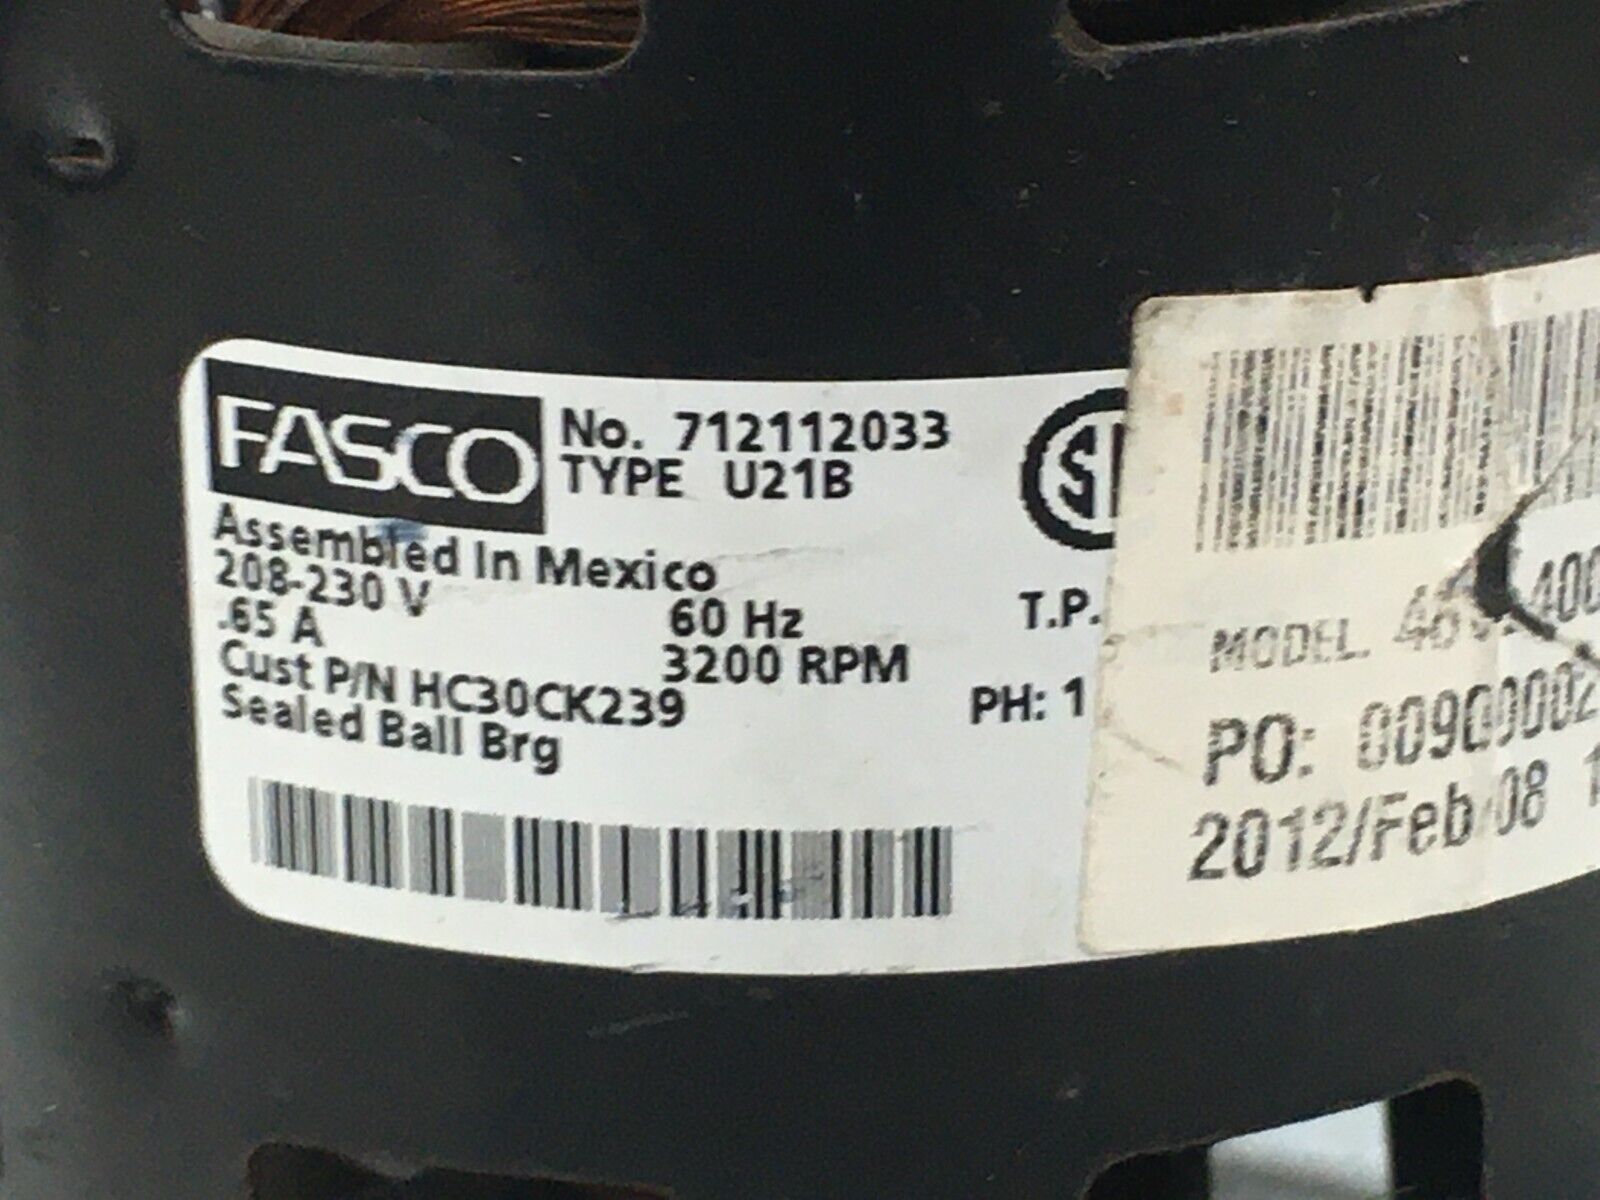 FASCO
No. 712112033
TYPE U21B
Assembled In Mexico
208-230 V 60 Hz
.65 A 3200 RPM
Cust P/N HC30CK239
Sealed Ball Brg
T.P.
PH: 1
MODEL.
PO: 00900002
2012/Feb/08